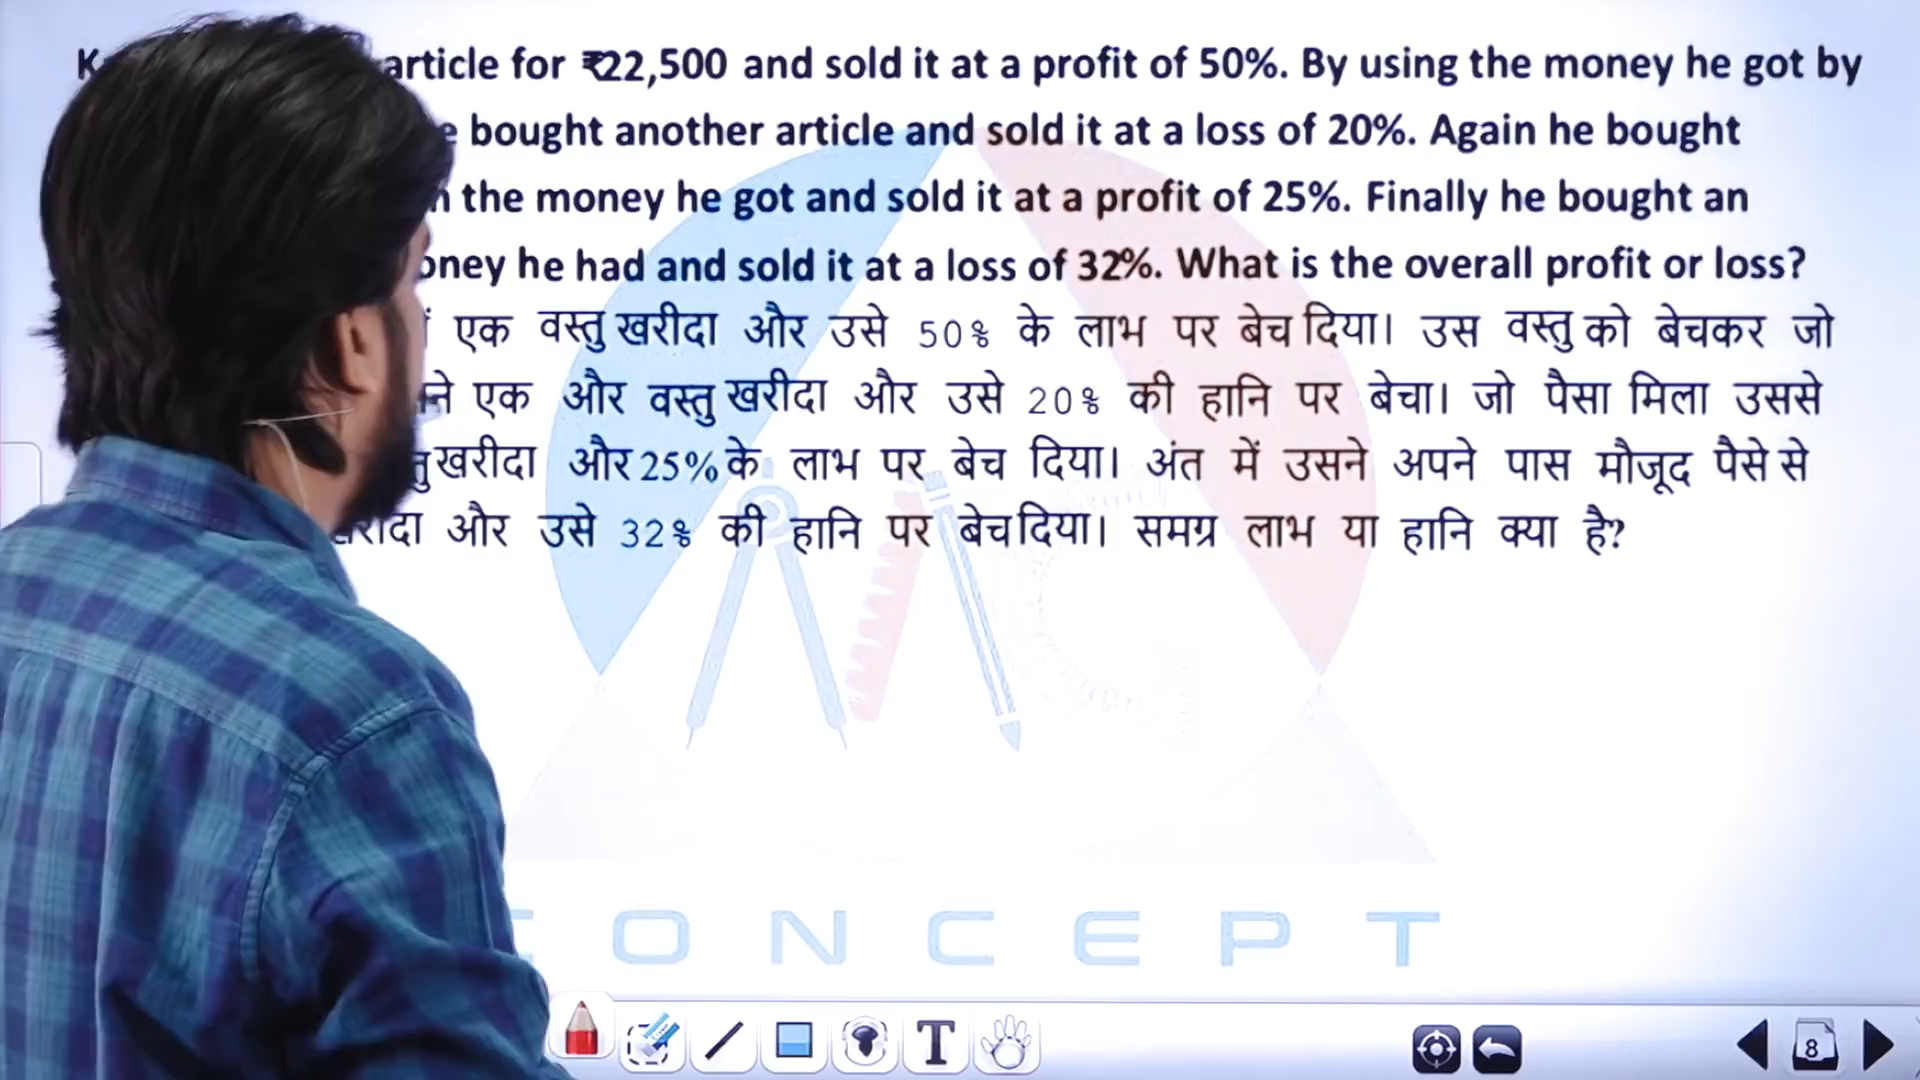 article for ₹22,500 and sold it at a profit of 50%. By using the money he got by
bought another article and sold it at a loss of 20%. Again he bought
the money he got and sold it at a profit of 25%. Finally he bought an
he had and sold it at a loss of 32%. What is the overall profit or loss?
एक वस्तु खरीदा और उसे 50% के लाभ पर बेच दिया। उस वस्तु को बेचकर जो
एक और वस्तु खरीदा और उसे 20% की हानि पर बेचा। जो पैसा मिला उससे
खरीदा और 25% के लाभ पर बेच दिया। अंत में उसने अपने पास मौजूद पैसे से
और उसे 32% की हानि पर बेच दिया। समग्र लाभ या हानि क्या है?
CONCEPT
T
8